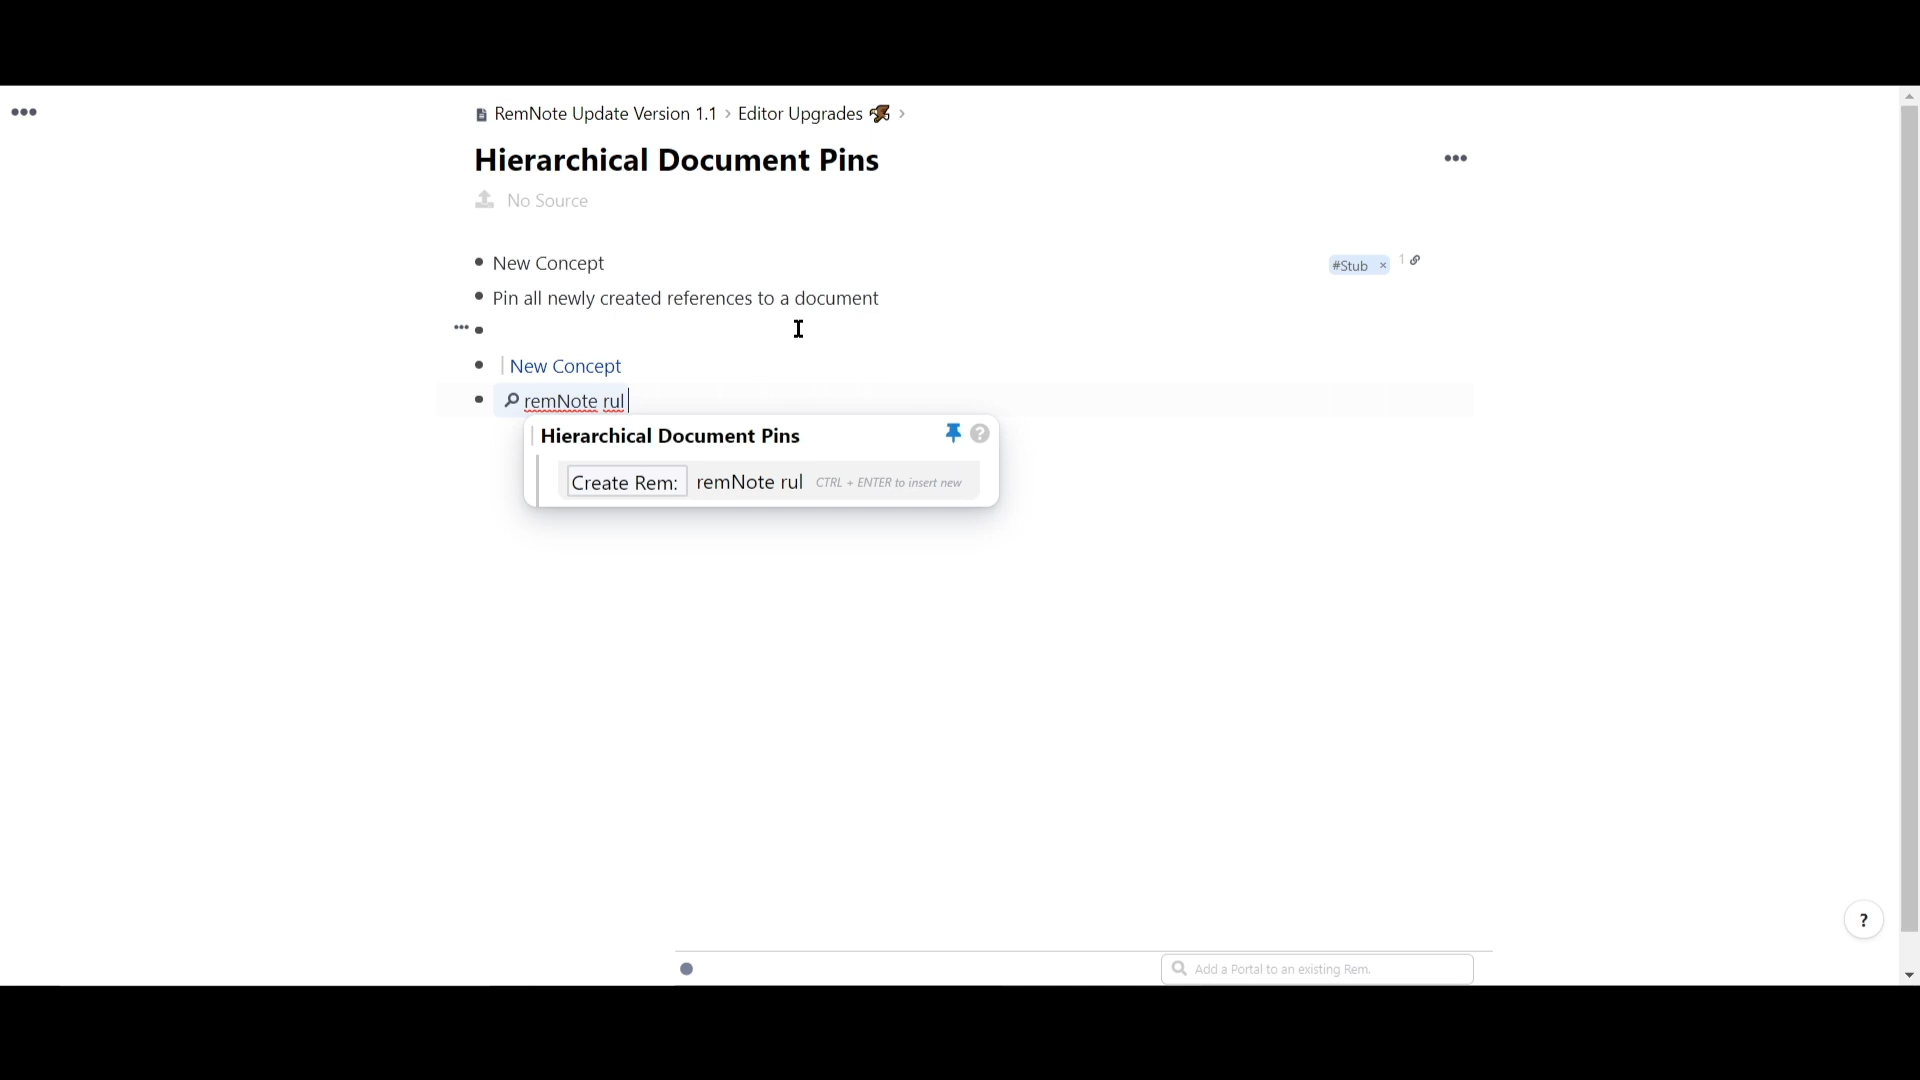 RemNote Update Version 1.1 › Editor Upgrades ›
Hierarchical Document Pins
No Source
New Concept #Stub × 1
Pin all newly created references to a document
New Concept
remNote rul
Hierarchical Document Pins ?
Create Rem: remNote rul CTRL + ENTER to insert new
?
Add a Portal to an existing Rem.